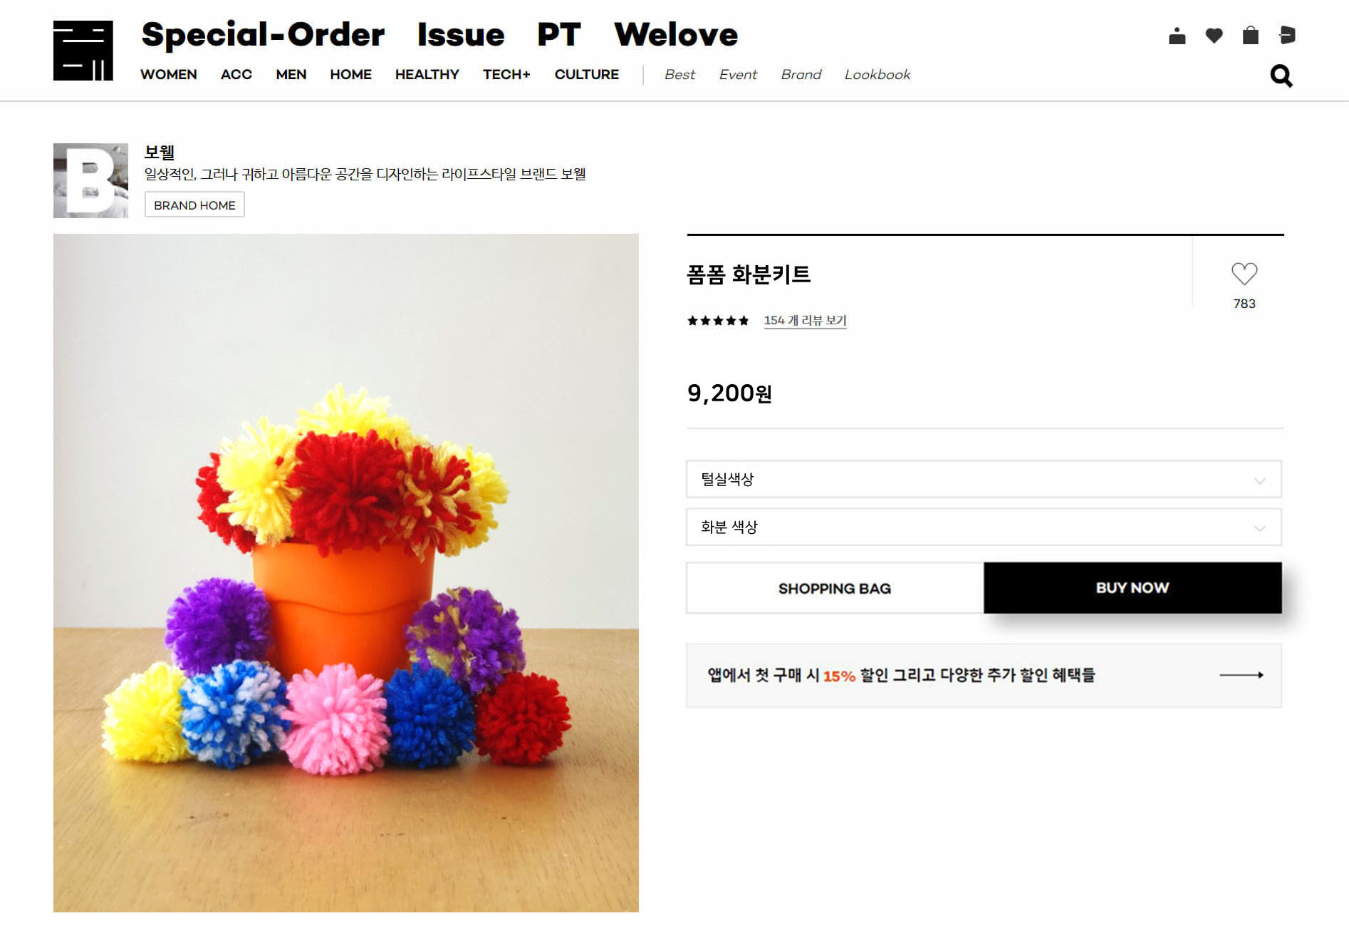 Special-Order Issue PT Welove
WOMEN ACC MEN HOME HEALTHY TECH+ CULTURE Best Event Brand Lookbook
B
보웰
일상적인, 그러나 귀하고 아름다운 공간을 디자인하는 라이프스타일 브랜드 보웰
BRAND HOME
폼폼 화분키트
783
154 개 리뷰 보기
9,200원
털실색상
화분 색상
SHOPPING BAG BUY NOW
앱에서 첫 구매 시 15% 할인 그리고 다양한 추가 할인 혜택들